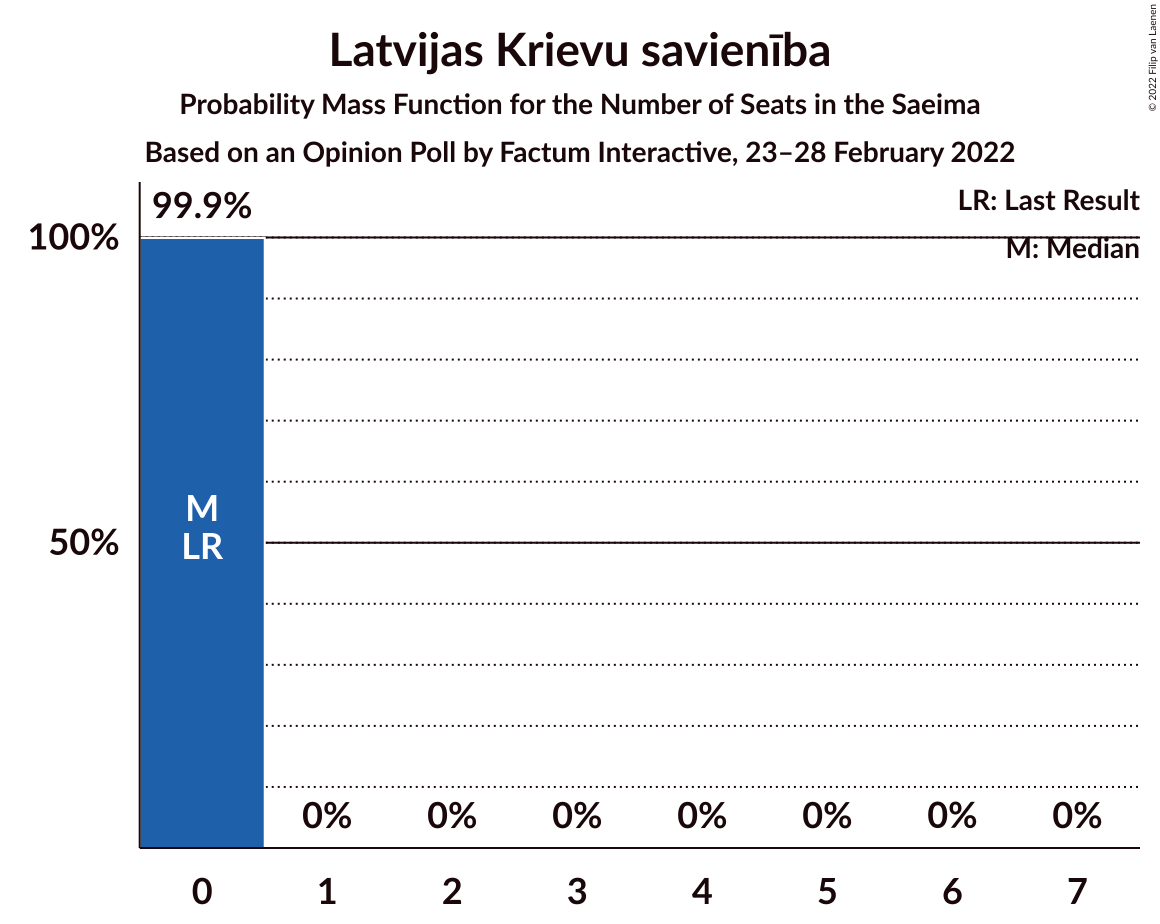 Latvijas Krievu savienība
Probability Mass Function for the Number of Seats in the Saeima
Based on an Opinion Poll by Factum Interactive, 23–28 February 2022
© 2022 Filip van Laenen
LR: Last Result
M: Median
99.9%
100%
50%
M
LR
0% 0% 0% 0% 0% 0% 0%
0 1 2 3 4 5 6 7